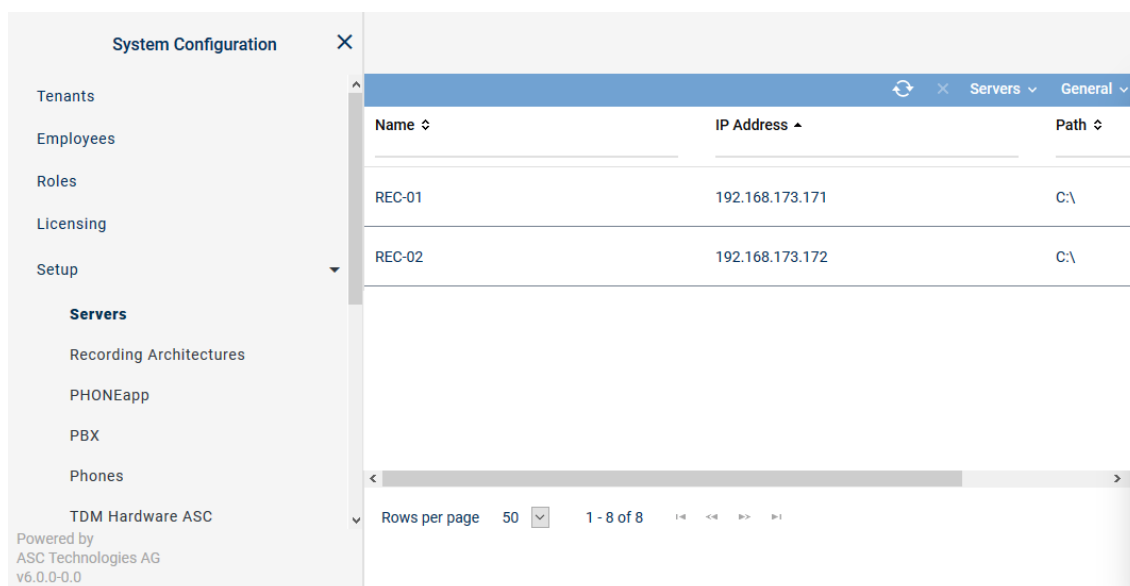 System Configuration
Tenants
Employees
Roles
Licensing
Setup
Servers
Recording Architectures
PHONEapp
PBX
Phones
TDM Hardware ASC
Powered by
ASC Technologies AG
v6.0.0-0.0
Servers General
Name IP Address Path
REC-01 192.168.173.171 C:\
REC-02 192.168.173.172 C:\
Rows per page 50 1 - 8 of 8